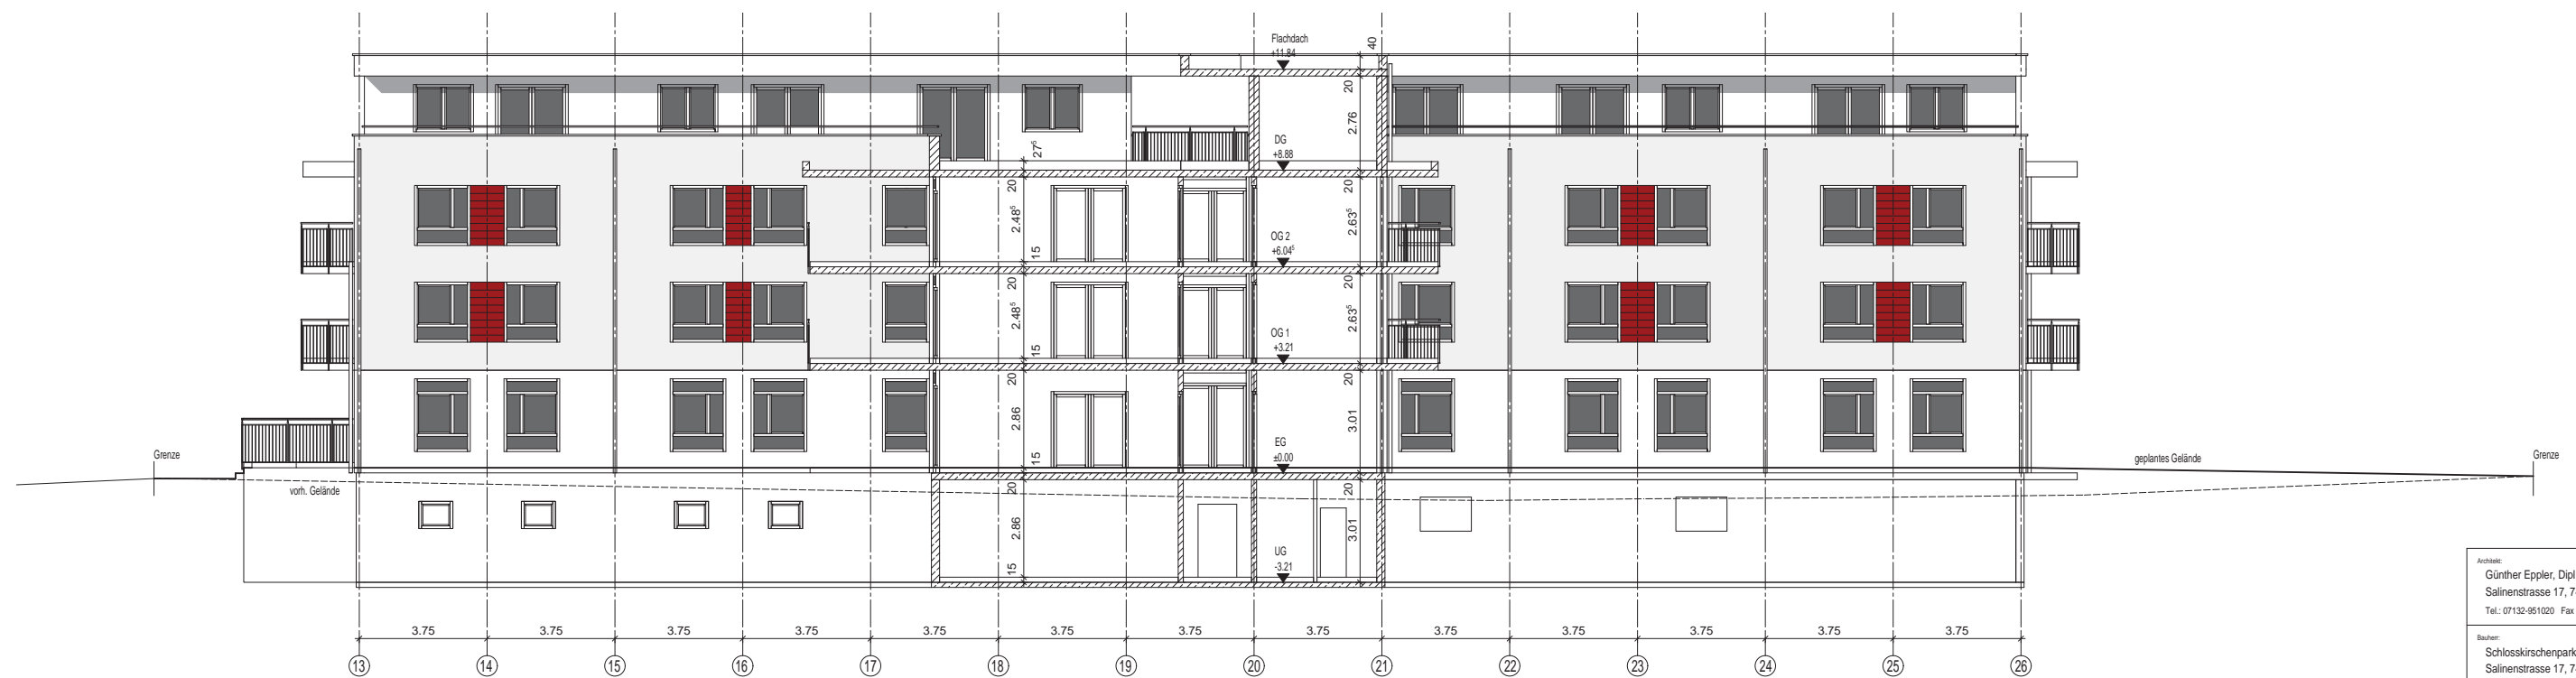 Flachdach
+11.84
40
20
2.76
DG
+8.88
27⁵
20
20
2.48⁵
2.63⁵
OG 2
+6.04⁵
15
20
20
2.48⁵
2.63⁵
OG 1
+3.21
15
20
20
2.86
3.01
EG
±0.00
15
Grenze
vorh. Gelände
geplantes Gelände
Grenze
20
20
2.86
3.01
UG
-3.21
15
3.75 3.75 3.75 3.75 3.75 3.75 3.75 3.75 3.75 3.75 3.75 3.75 3.75
13 14 15 16 17 18 19 20 21 22 23 24 25 26
Architekt:
Günther Eppler, Dipl
Salinenstrasse 17, 7
Tel.: 07132-951020 Fax
Bauherr:
Schlosskirschenpark
Salinenstrasse 17, 7